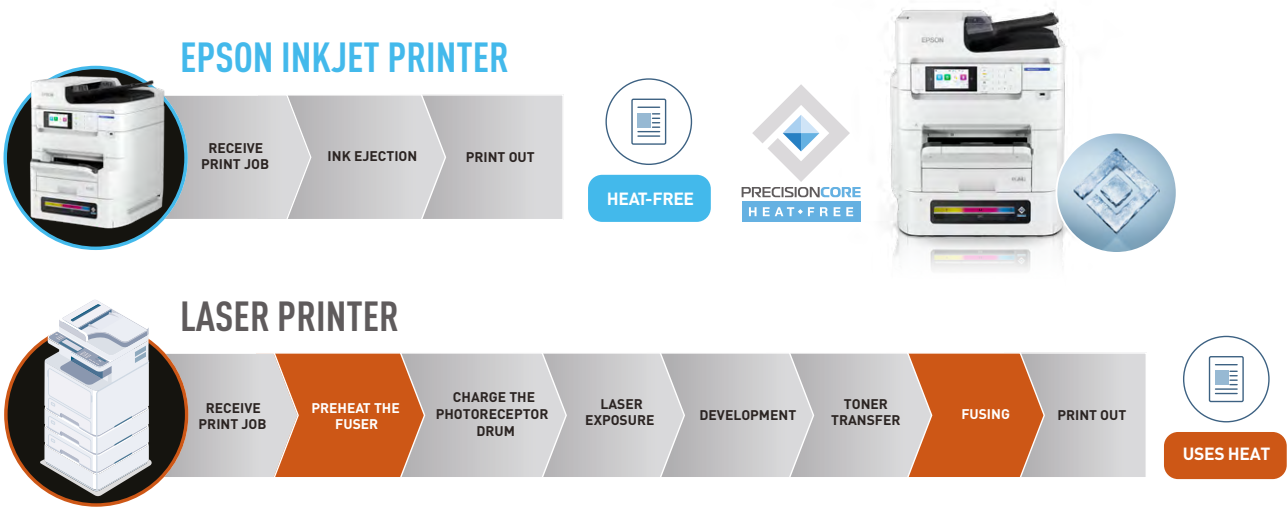 EPSON INKJET PRINTER
RECEIVE
PRINT JOB
INK EJECTION
PRINT OUT
HEAT-FREE
PRECISIONCORE
HEAT•FREE
EPSON
LASER PRINTER
RECEIVE
PRINT JOB
PREHEAT THE
FUSER
CHARGE THE
PHOTORECEPTOR
DRUM
LASER
EXPOSURE
DEVELOPMENT
TONER
TRANSFER
FUSING
PRINT OUT
USES HEAT